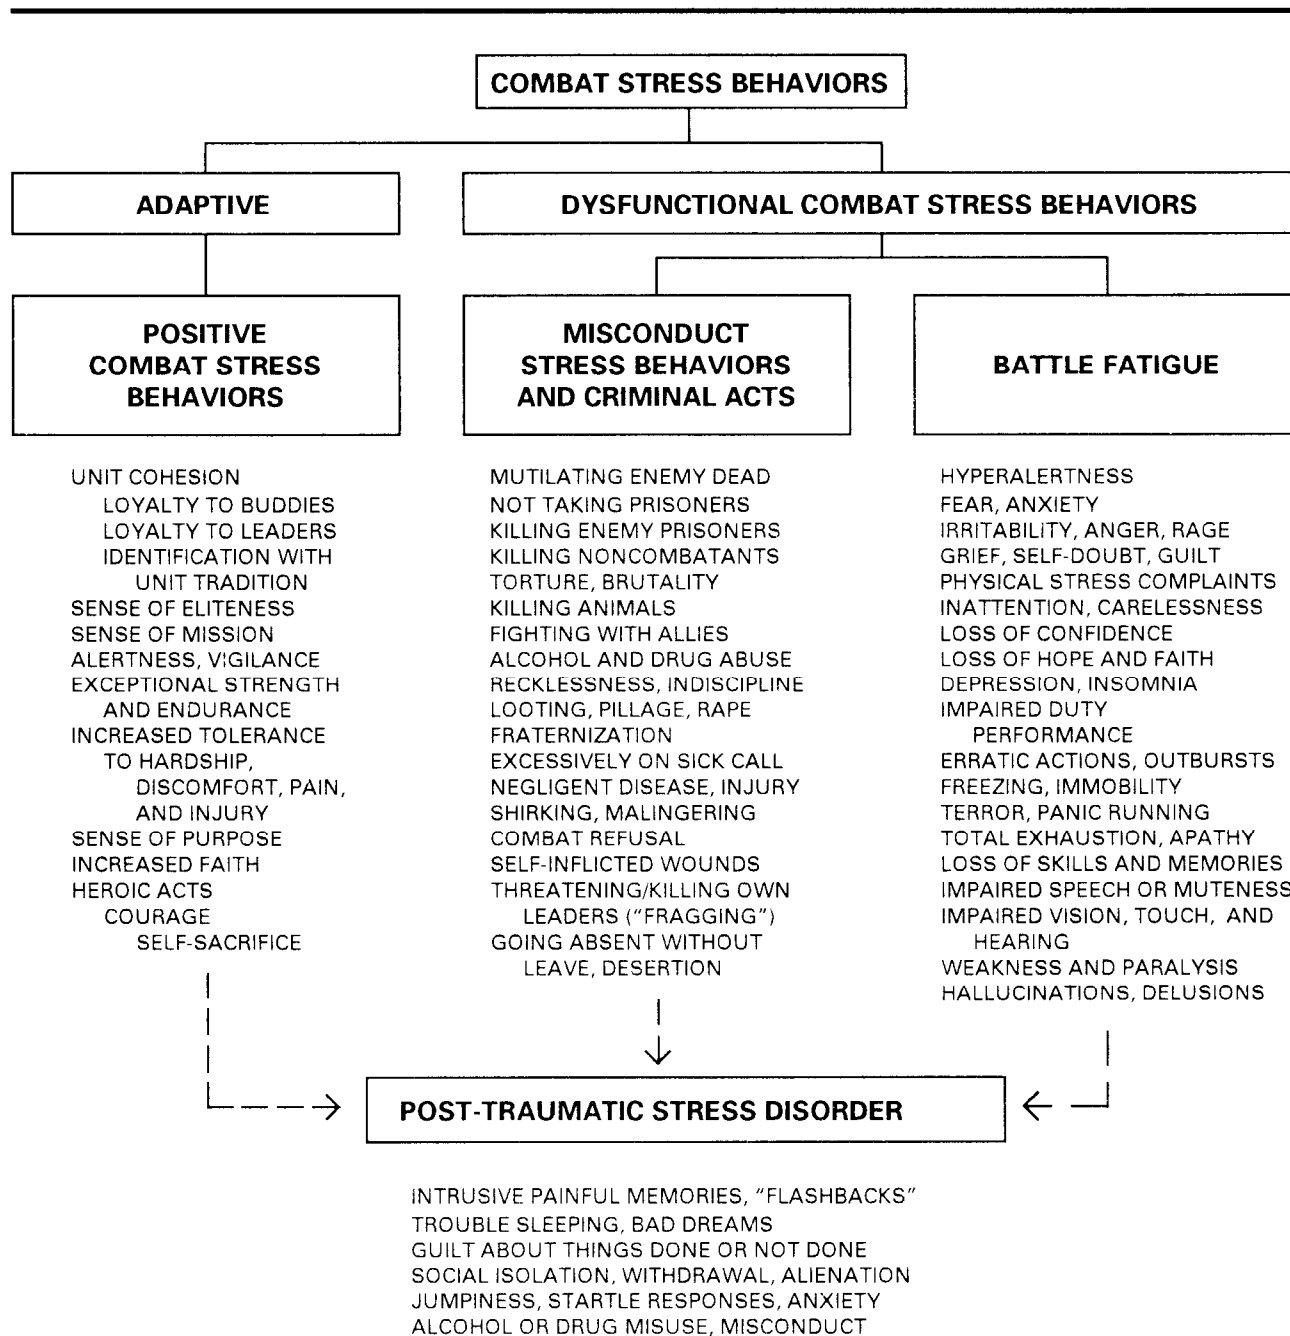 COMBAT STRESS BEHAVIORS
ADAPTIVE
DYSFUNCTIONAL COMBAT STRESS BEHAVIORS
POSITIVE
COMBAT STRESS
BEHAVIORS
MISCONDUCT
STRESS BEHAVIORS
AND CRIMINAL ACTS
BATTLE FATIGUE
UNIT COHESION
LOYALTY TO BUDDIES
LOYALTY TO LEADERS
IDENTIFICATION WITH
UNIT TRADITION
SENSE OF ELITENESS
SENSE OF MISSION
ALERTNESS, VIGILANCE
EXCEPTIONAL STRENGTH
AND ENDURANCE
INCREASED TOLERANCE
TO HARDSHIP,
DISCOMFORT, PAIN,
AND INJURY
SENSE OF PURPOSE
INCREASED FAITH
HEROIC ACTS
COURAGE
SELF-SACRIFICE
MUTILATING ENEMY DEAD
NOT TAKING PRISONERS
KILLING ENEMY PRISONERS
KILLING NONCOMBATANTS
TORTURE, BRUTALITY
KILLING ANIMALS
FIGHTING WITH ALLIES
ALCOHOL AND DRUG ABUSE
RECKLESSNESS, INDISCIPLINE
LOOTING, PILLAGE, RAPE
FRATERNIZATION
EXCESSIVELY ON SICK CALL
NEGLIGENT DISEASE, INJURY
SHIRKING, MALINGERING
COMBAT REFUSAL
SELF-INFLICTED WOUNDS
THREATENING/KILLING OWN
LEADERS ("FRAGGING")
GOING ABSENT WITHOUT
LEAVE, DESERTION
HYPERALERTNESS
FEAR, ANXIETY
IRRITABILITY, ANGER, RAGE
GRIEF, SELF-DOUBT, GUILT
PHYSICAL STRESS COMPLAINTS
INATTENTION, CARELESSNESS
LOSS OF CONFIDENCE
LOSS OF HOPE AND FAITH
DEPRESSION, INSOMNIA
IMPAIRED DUTY
PERFORMANCE
ERRATIC ACTIONS, OUTBURSTS
FREEZING, IMMOBILITY
TERROR, PANIC RUNNING
TOTAL EXHAUSTION, APATHY
LOSS OF SKILLS AND MEMORIES
IMPAIRED SPEECH OR MUTENESS
IMPAIRED VISION, TOUCH, AND
HEARING
WEAKNESS AND PARALYSIS
HALLUCINATIONS, DELUSIONS
POST-TRAUMATIC STRESS DISORDER
INTRUSIVE PAINFUL MEMORIES, "FLASHBACKS"
TROUBLE SLEEPING, BAD DREAMS
GUILT ABOUT THINGS DONE OR NOT DONE
SOCIAL ISOLATION, WITHDRAWAL, ALIENATION
JUMPINESS, STARTLE RESPONSES, ANXIETY
ALCOHOL OR DRUG MISUSE, MISCONDUCT